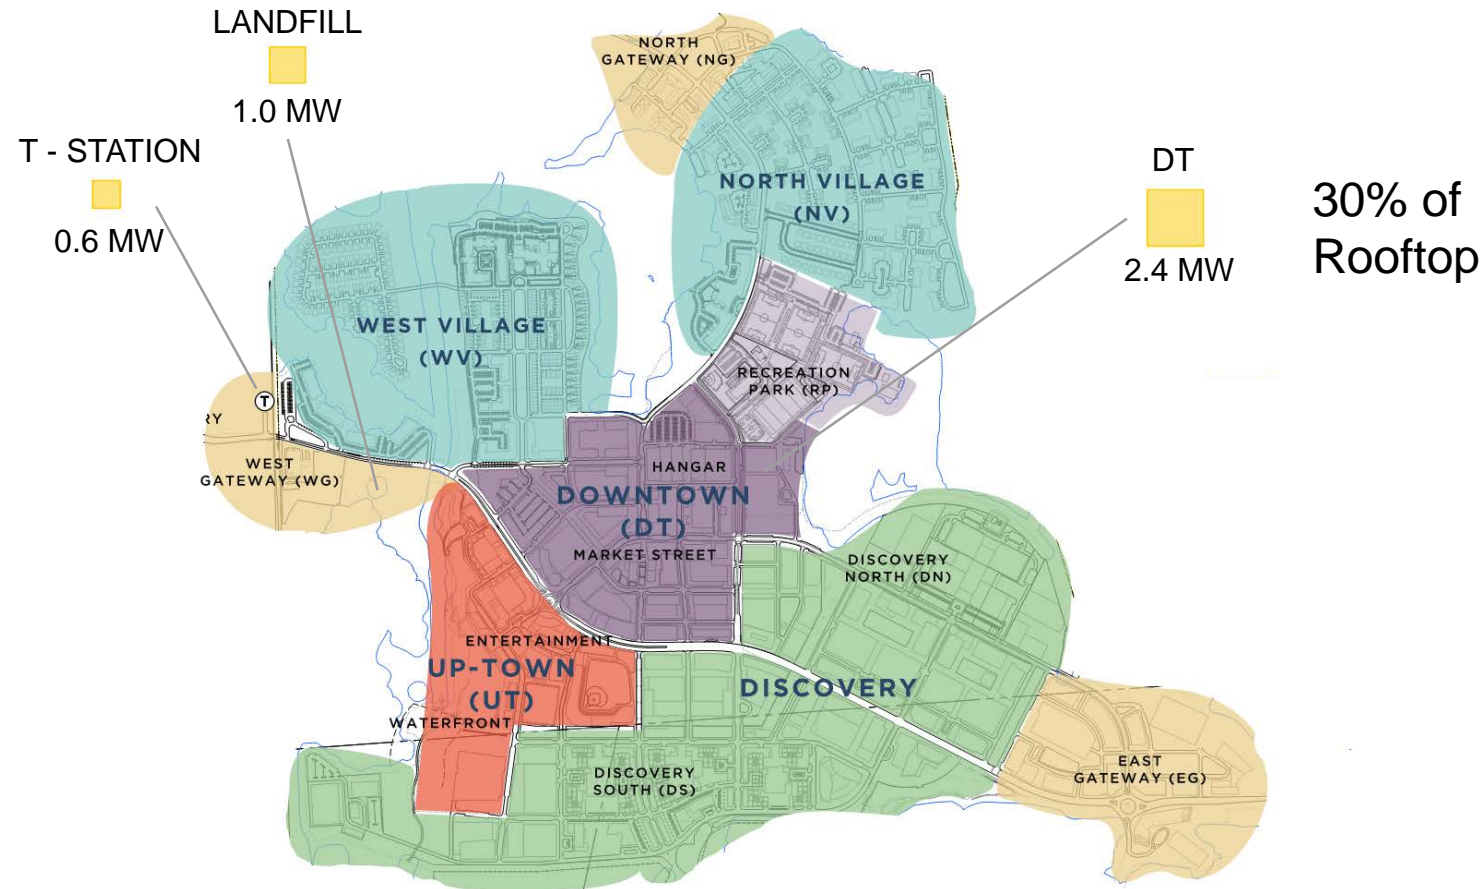 LANDFILL
1.0 MW
T - STATION
0.6 MW
DT
2.4 MW
30% of
Rooftop
NORTH
GATEWAY (NG)
NORTH VILLAGE
(NV)
WEST VILLAGE
(WV)
RECREATION
PARK (RP)
T
RY
WEST
GATEWAY (WG)
HANGAR
DOWNTOWN
(DT)
MARKET STREET
DISCOVERY
NORTH (DN)
ENTERTAINMENT
UP-TOWN
(UT)
WATERFRONT
DISCOVERY
DISCOVERY
SOUTH (DS)
EAST
GATEWAY (EG)